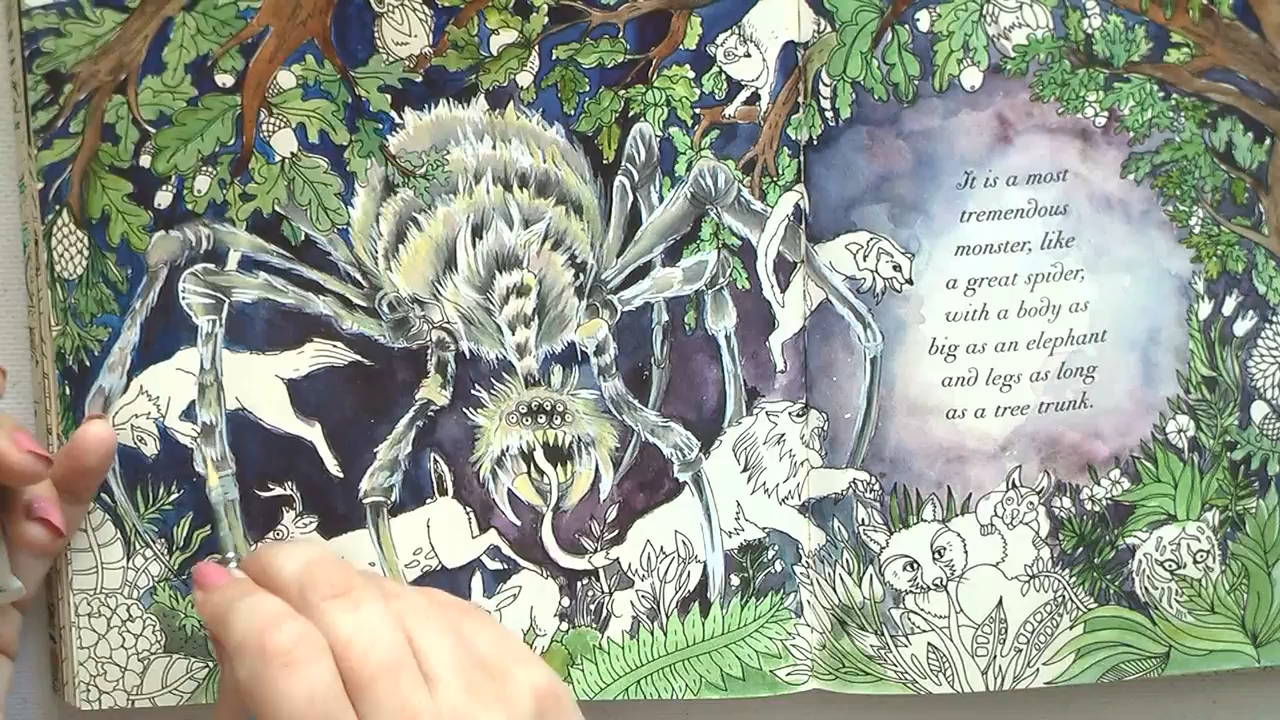 It is a most
tremendous
monster, like
a great spider,
with a body as
big as an elephant
and legs as long
as a tree trunk.